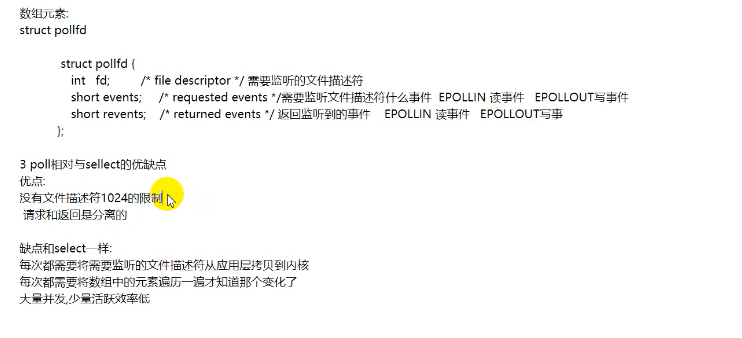 数组元素:
struct pollfd
struct pollfd {
int fd; /* file descriptor */ 需要监听的文件描述符
short events; /* requested events */需要监听文件描述符什么事件 EPOLLIN 读事件 EPOLLOUT写事件
short revents; /* returned events */ 返回监听到的事件 EPOLLIN 读事件 EPOLLOUT写事
};
3 poll相对与sellect的优缺点
优点:
没有文件描述符1024的限制
请求和返回是分离的
缺点和select一样:
每次都需要将需要监听的文件描述符从应用层拷贝到内核
每次都需要将数组中的元素遍历一遍才知道那个变化了
大量并发,少量活跃效率低